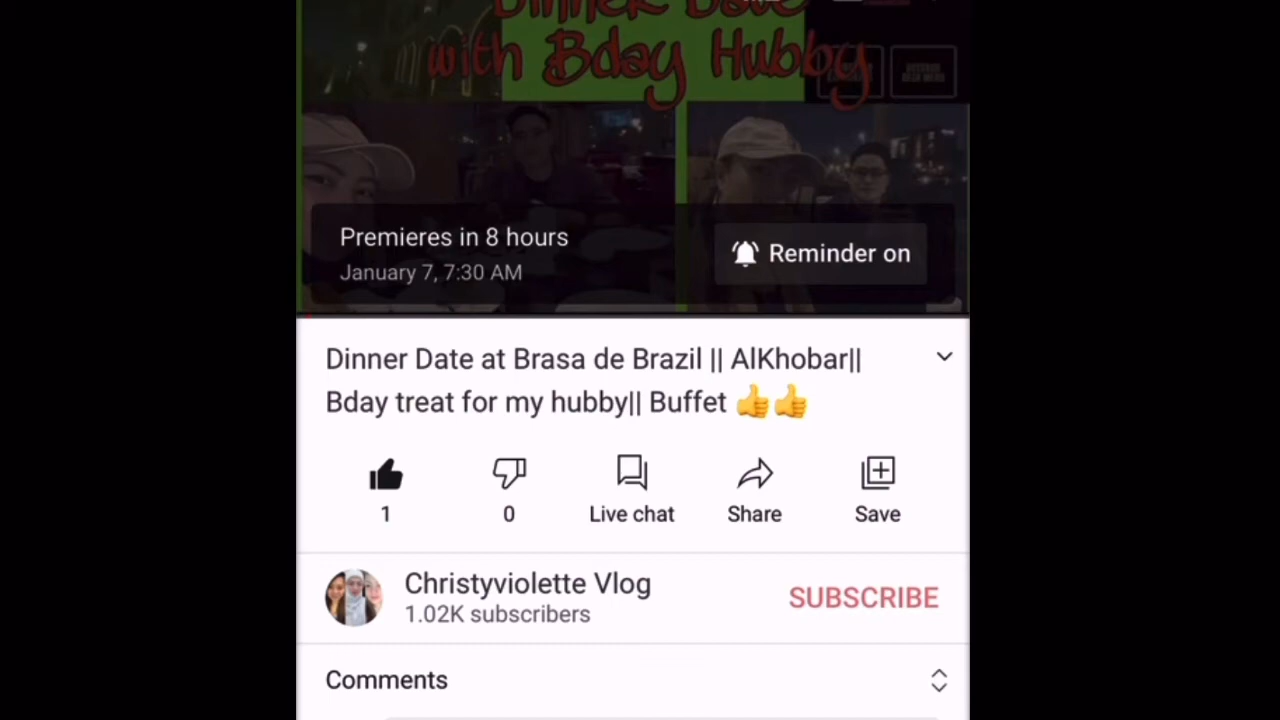 Dinner Date
with Bday Hubby
Premieres in 8 hours
January 7, 7:30 AM
Reminder on
Dinner Date at Brasa de Brazil || AlKhobar||
Bday treat for my hubby|| Buffet 👍👍
1
0
Live chat
Share
Save
Christyviolette Vlog
1.02K subscribers
SUBSCRIBE
Comments